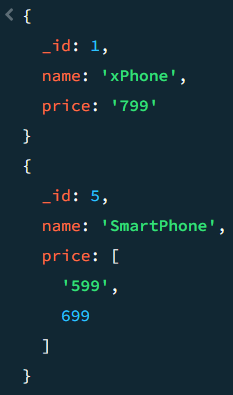 {
_id: 1,
name: 'xPhone',
price: '799'
}
{
_id: 5,
name: 'SmartPhone',
price: [
'599',
699
]
}